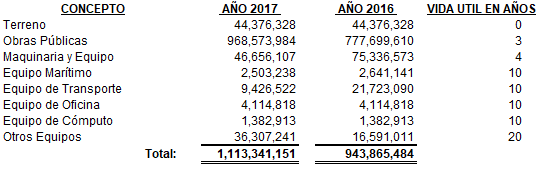 CONCEPTO AÑO 2017 AÑO 2016 VIDA UTIL EN AÑOS
Terreno 44,376,328 44,376,328 0
Obras Públicas 968,573,984 777,699,610 3
Maquinaria y Equipo 46,656,107 75,336,573 4
Equipo Marítimo 2,503,238 2,641,141 10
Equipo de Transporte 9,426,522 21,723,090 10
Equipo de Oficina 4,114,818 4,114,818 10
Equipo de Cómputo 1,382,913 1,382,913 10
Otros Equipos 36,307,241 16,591,011 20
Total: 1,113,341,151 943,865,484